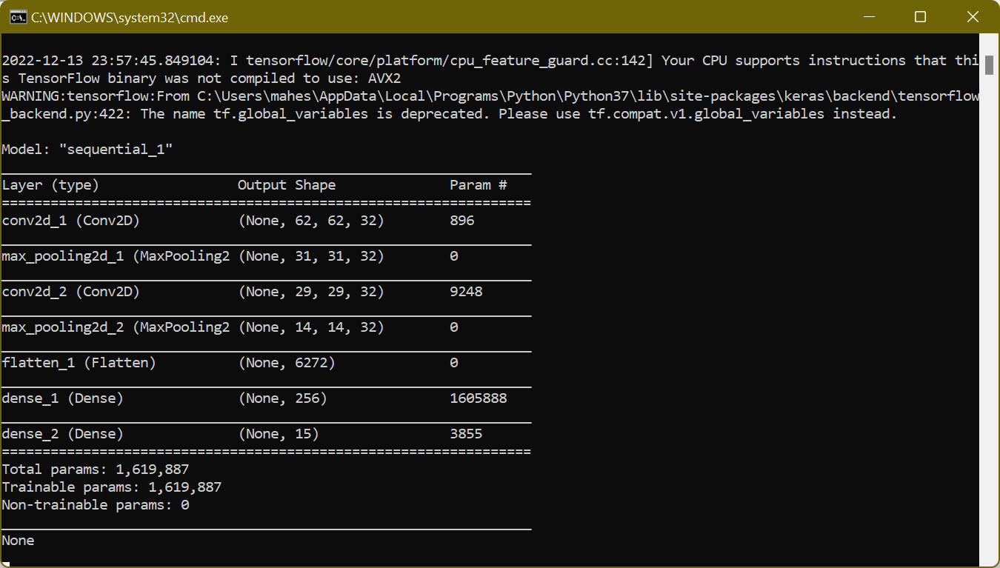 C:\WINDOWS\system32\cmd.exe
2022-12-13 23:57:45.849104: I tensorflow/core/platform/cpu_feature_guard.cc:142] Your CPU supports instructions that thi
s TensorFlow binary was not compiled to use: AVX2
WARNING:tensorflow:From C:\Users\mahes\AppData\Local\Programs\Python\Python37\lib\site-packages\keras\backend\tensorflow
_backend.py:422: The name tf.global_variables is deprecated. Please use tf.compat.v1.global_variables instead.
Model: "sequential_1"
_________________________________________________________________
Layer (type)                 Output Shape              Param #
=================================================================
conv2d_1 (Conv2D)            (None, 62, 62, 32)        896
_________________________________________________________________
max_pooling2d_1 (MaxPooling2 (None, 31, 31, 32)        0
_________________________________________________________________
conv2d_2 (Conv2D)            (None, 29, 29, 32)        9248
_________________________________________________________________
max_pooling2d_2 (MaxPooling2 (None, 14, 14, 32)        0
_________________________________________________________________
flatten_1 (Flatten)          (None, 6272)              0
_________________________________________________________________
dense_1 (Dense)              (None, 256)               1605888
_________________________________________________________________
dense_2 (Dense)              (None, 15)                3855
=================================================================
Total params: 1,619,887
Trainable params: 1,619,887
Non-trainable params: 0
_________________________________________________________________
None